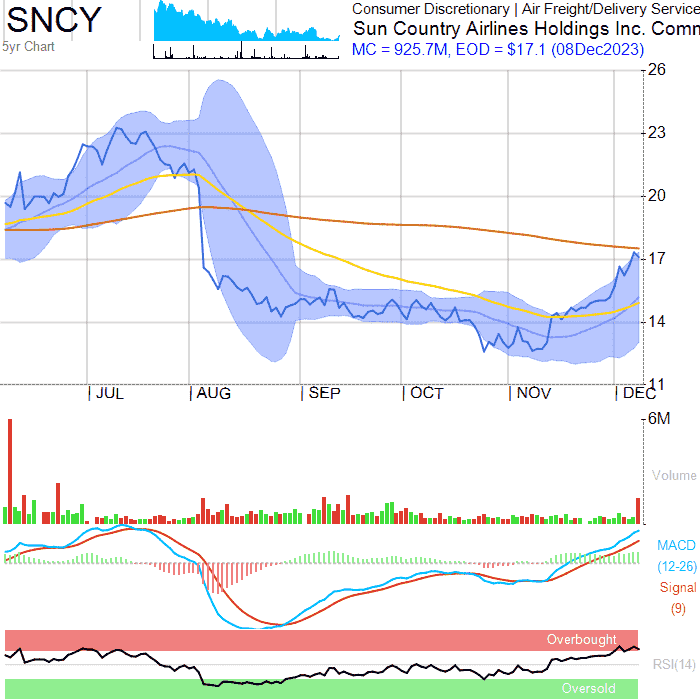 SNCY
5yr Chart
Consumer Discretionary | Air Freight/Delivery Service
Sun Country Airlines Holdings Inc. Comm
MC = 925.7M, EOD = $17.1 (08Dec2023)
26
23
20
17
14
11
JUL
AUG
SEP
OCT
NOV
DEC
6M
Volume
MACD
(12-26)
Signal
(9)
Overbought
RSI(14)
Oversold